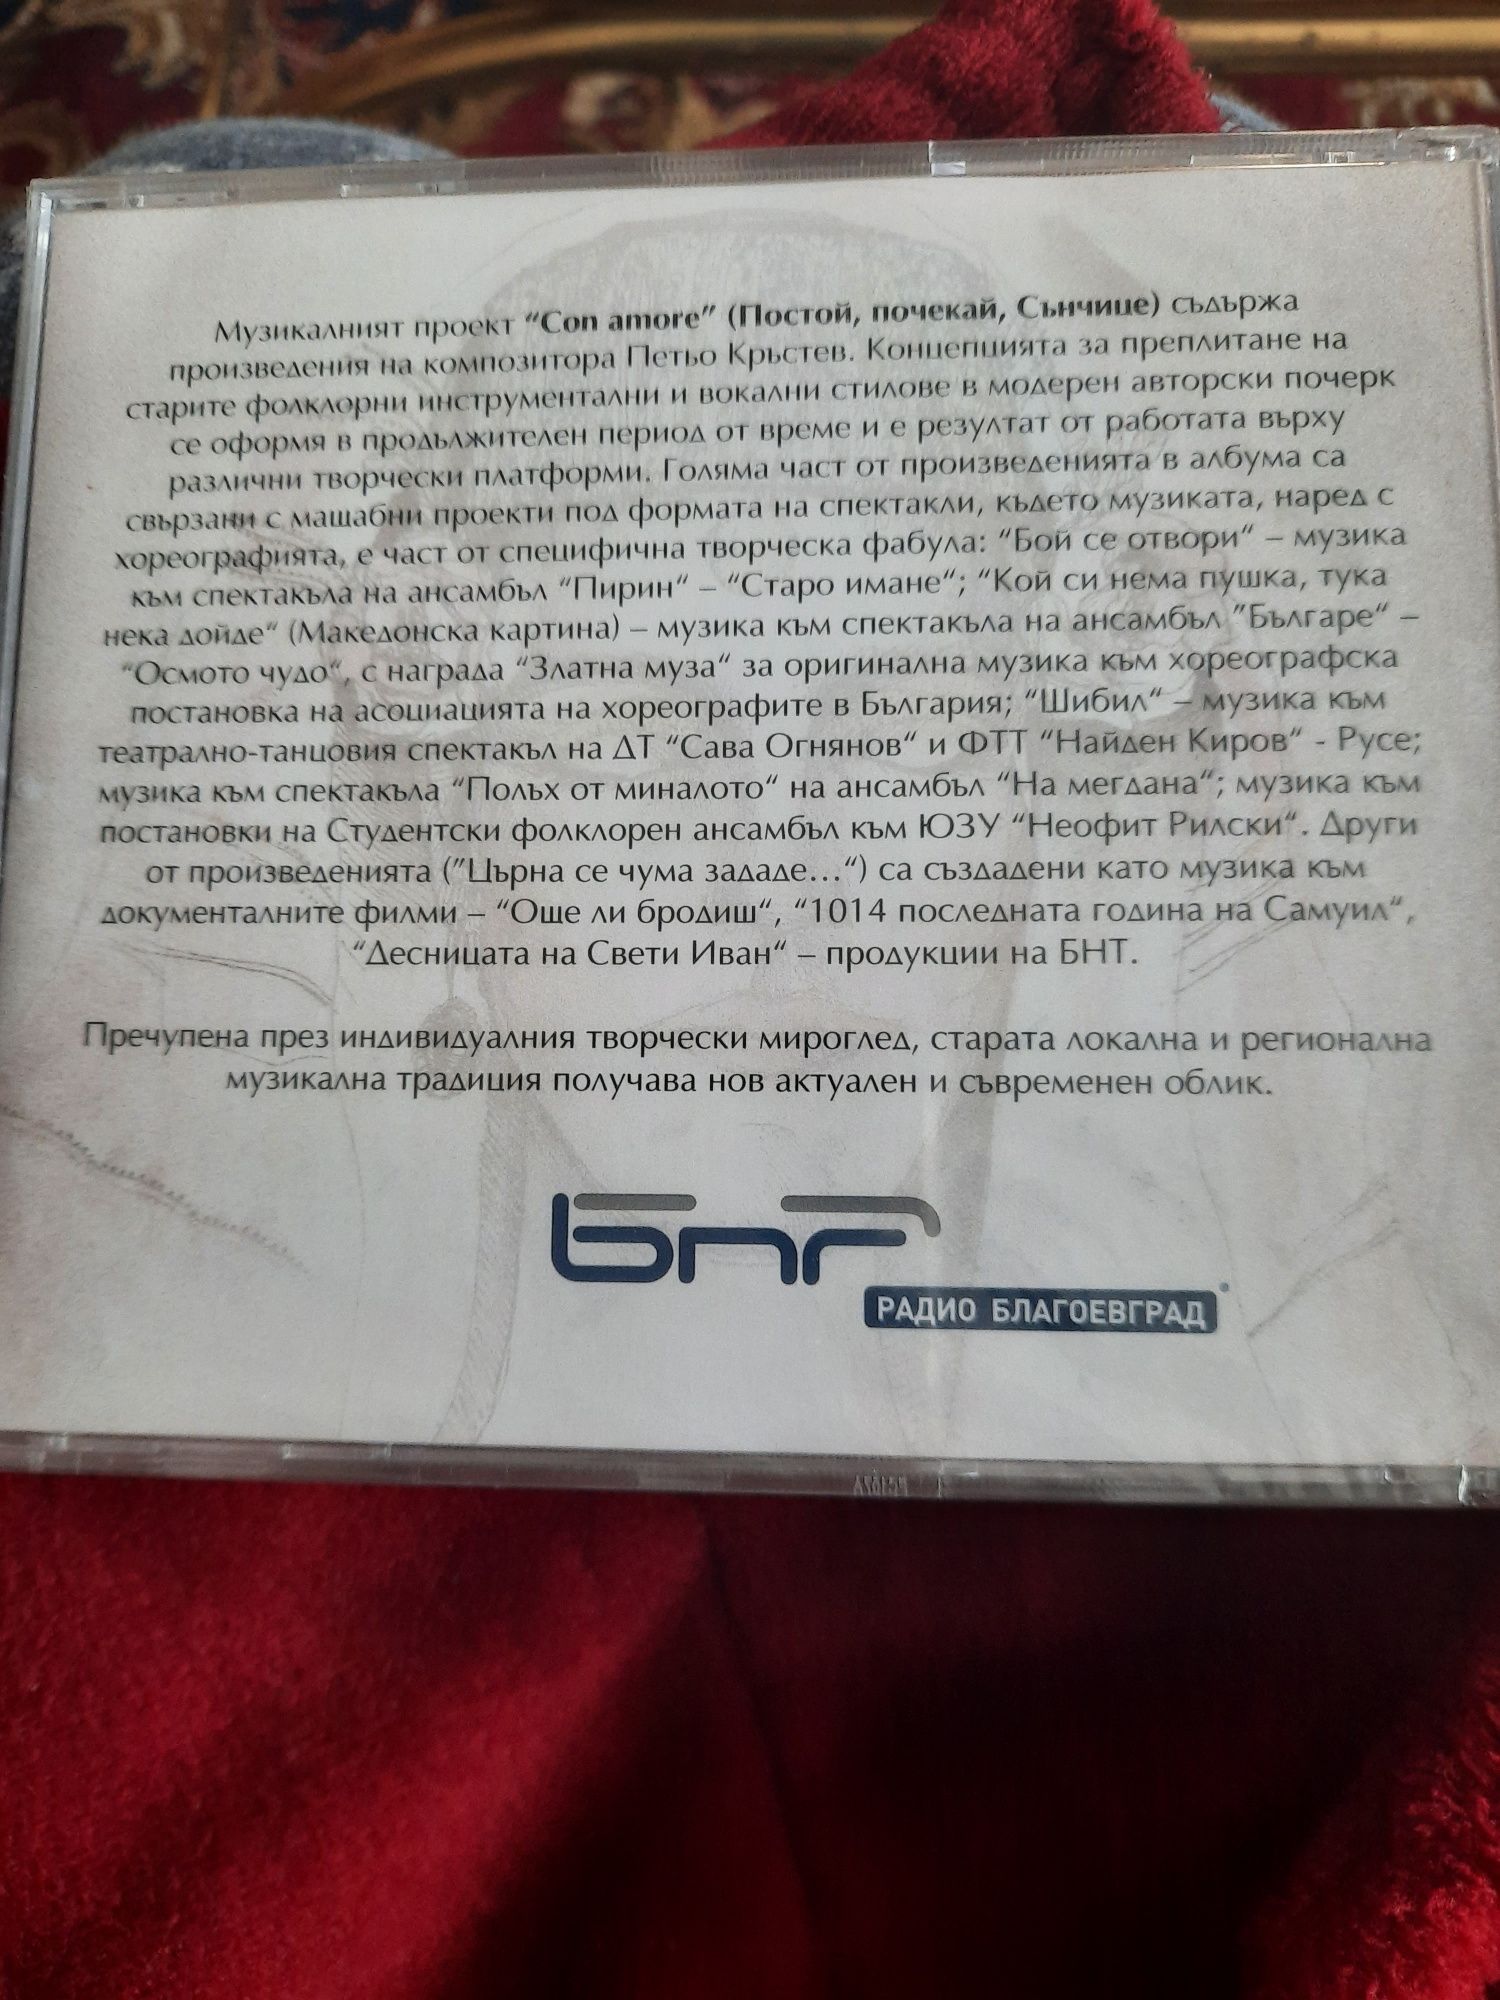 Музикалният проект “Con amore” (Постой, почекай, Сънчице) съдържа
произведения на композитора Петьо Кръстев. Концепцията за преплитане на
старите фолклорни инструментални и вокални стилове в модерен авторски почерк
се оформя в продължителен период от време и е резултат от работата върху
различни творчески платформи. Голяма част от произведенията в албума са
свързани с мащабни проекти под формата на спектакли, където музиката, наред с
хореографията, е част от специфична творческа фабула: “Бой се отвори“ – музика
към спектакъла на ансамбъл “Пирин“ – “Старо имане“; “Кой си нема пушка, тука
нека дойде“ (Македонска картина) – музика към спектакъла на ансамбъл ”Българе“ –
“Осмото чудо“, с награда “Златна муза“ за оригинална музика към хореографска
постановка на асоциацията на хореографите в България; “Шибил“ – музика към
театрално-танцовия спектакъл на ДТ “Сава Огнянов“ и ФТТ “Найден Киров“ - Русе;
музика към спектакъла “Полъх от миналото“ на ансамбъл “На мегдана“; музика към
постановки на Студентски фолклорен ансамбъл към ЮЗУ “Неофит Рилски“. Други
от произведенията (”Църна се чума зададе...“) са създадени като музика към
документалните филми – “Още ли бродиш“, “1014 последната година на Самуил“,
“Десницата на Свети Иван“ – продукции на БНТ.
Пречупена през индивидуалния творчески мироглед, старата локална и регионална
музикална традиция получава нов актуален и съвременен облик.
бнр
РАДИО БЛАГОЕВГРАД